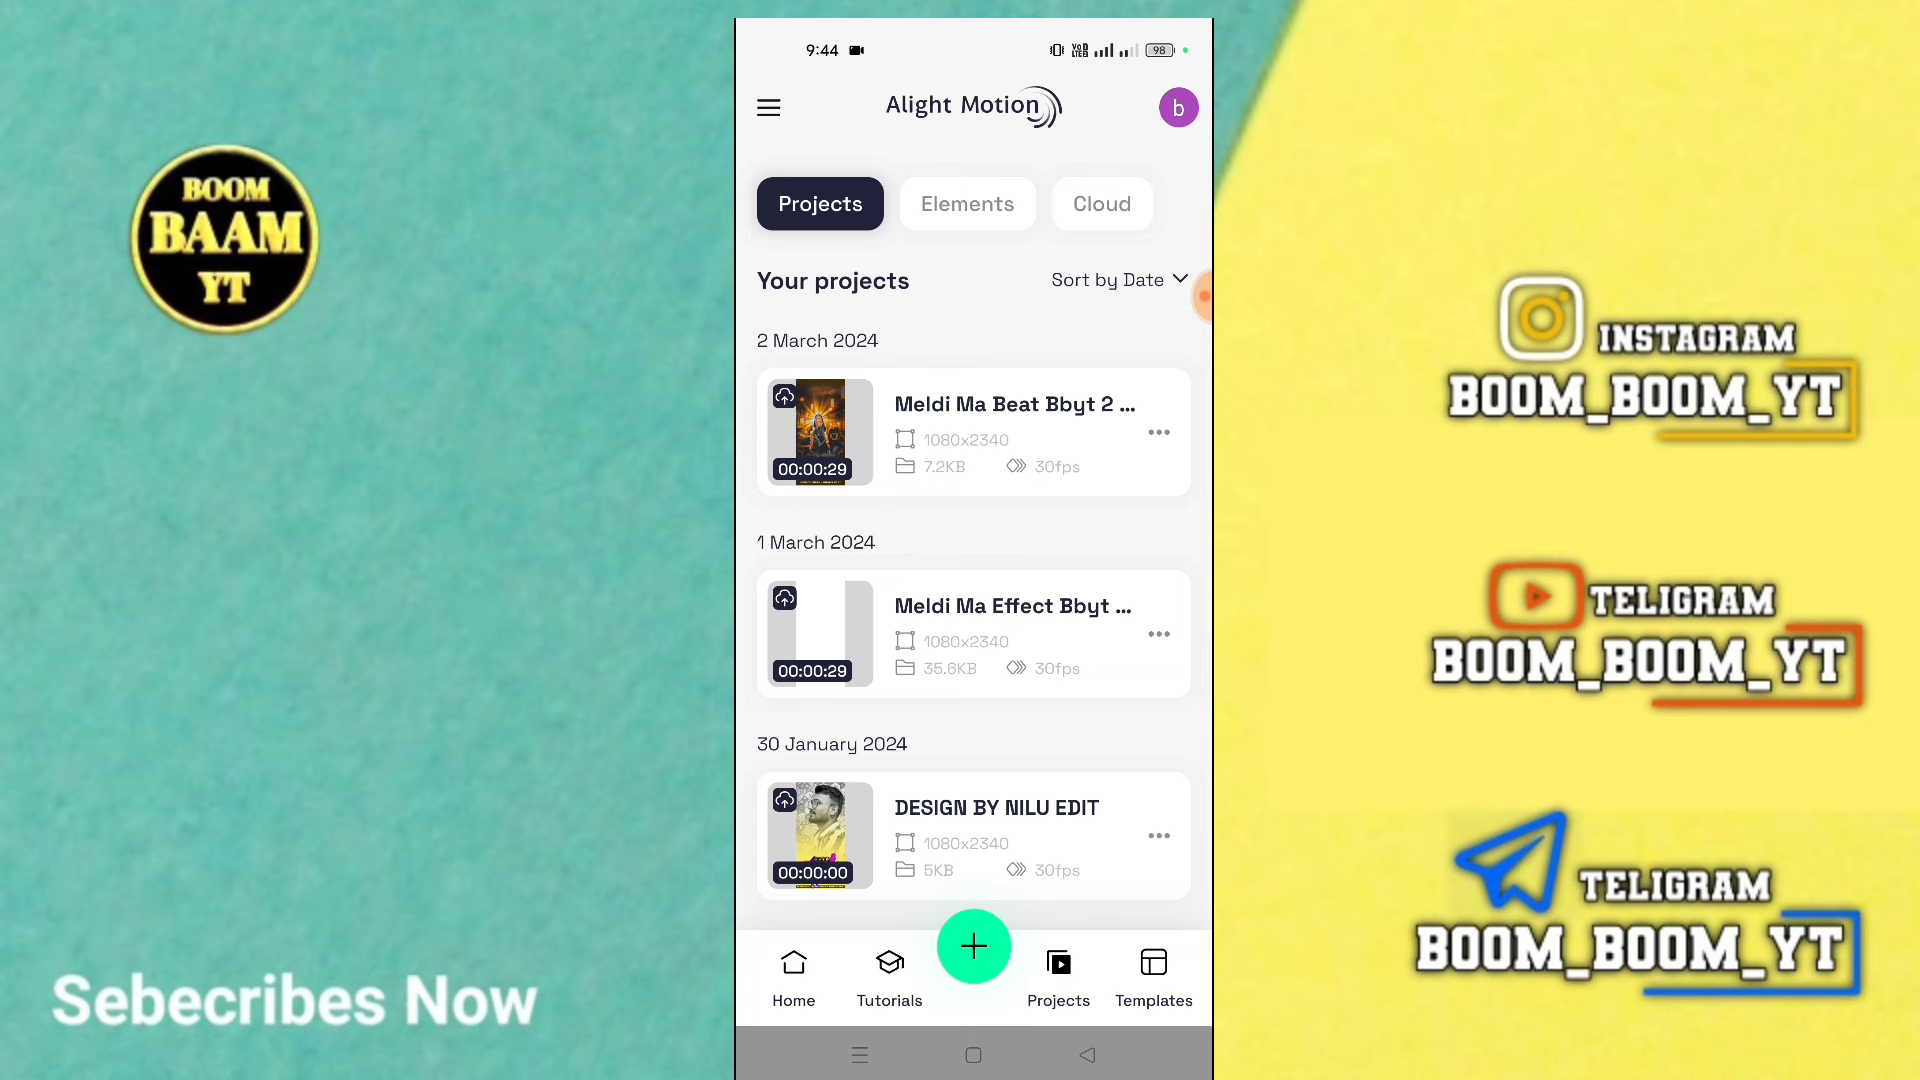 BOOM
BAAM
YT
Sebecribes Now
9:44
VoD
LTED
98
Alight Motion
b
Projects
Elements
Cloud
Your projects
Sort by Date
2 March 2024
Meldi Ma Beat Bbyt 2 ...
1080x2340
7.2KB
30fps
00:00:29
1 March 2024
Meldi Ma Effect Bbyt ...
1080x2340
35.6KB
30fps
00:00:29
30 January 2024
DESIGN BY NILU EDIT
1080x2340
5KB
30fps
00:00:00
Home
Tutorials
Projects
Templates
INSTAGRAM
BOOM_BOOM_YT
TELIGRAM
BOOM_BOOM_YT
TELIGRAM
BOOM_BOOM_YT